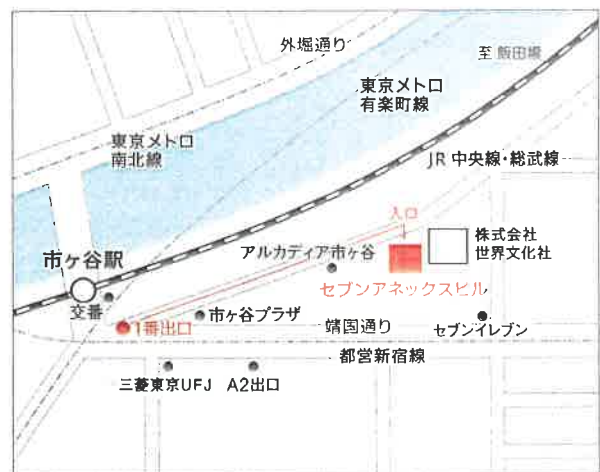 外堀通り
至 飯田橋
東京メトロ
有楽町線
東京メトロ
南北線
JR 中央線・総武線
入口
株式会社
世界文化社
アルカディア市ヶ谷
市ヶ谷駅
セブンアネックスビル
交番
1番出口
市ヶ谷プラザ
靖国通り
セブンイレブン
都営新宿線
三菱東京UFJ
A2出口